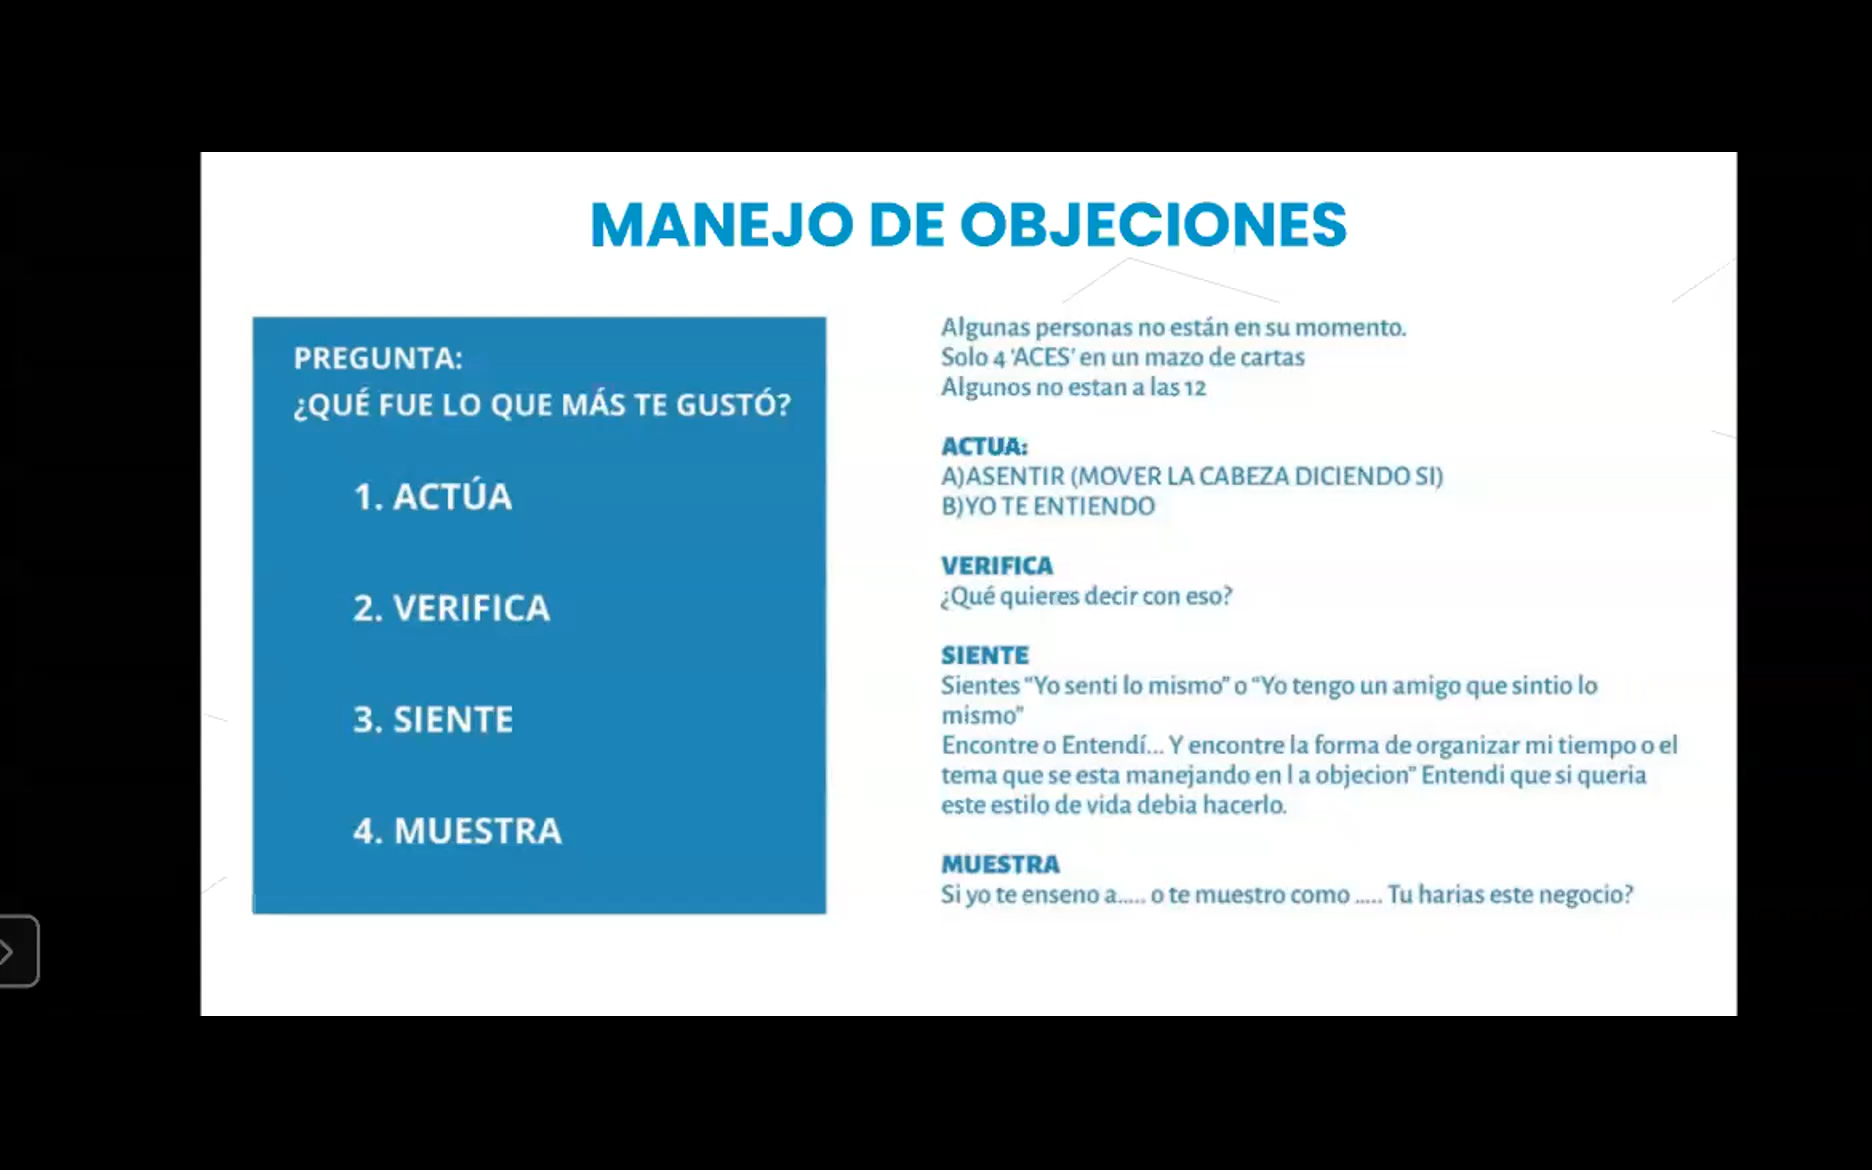 MANEJO DE OBJECIONES
PREGUNTA:
¿QUÉ FUE LO QUE MÁS TE GUSTÓ?
1. ACTÚA
2. VERIFICA
3. SIENTE
4. MUESTRA
Algunas personas no están en su momento.
Solo 4 ‘ACES’ en un mazo de cartas
Algunos no estan a las 12
ACTUA:
A)ASENTIR (MOVER LA CABEZA DICIENDO SI)
B)YO TE ENTIENDO
VERIFICA
¿Qué quieres decir con eso?
SIENTE
Sientes “Yo senti lo mismo” o “Yo tengo un amigo que sintio lo
mismo”
Encontre o Entendí... Y encontre la forma de organizar mi tiempo o el
tema que se esta manejando en l a objecion” Entendi que si queria
este estilo de vida debia hacerlo.
MUESTRA
Si yo te enseno a..... o te muestro como ..... Tu harias este negocio?